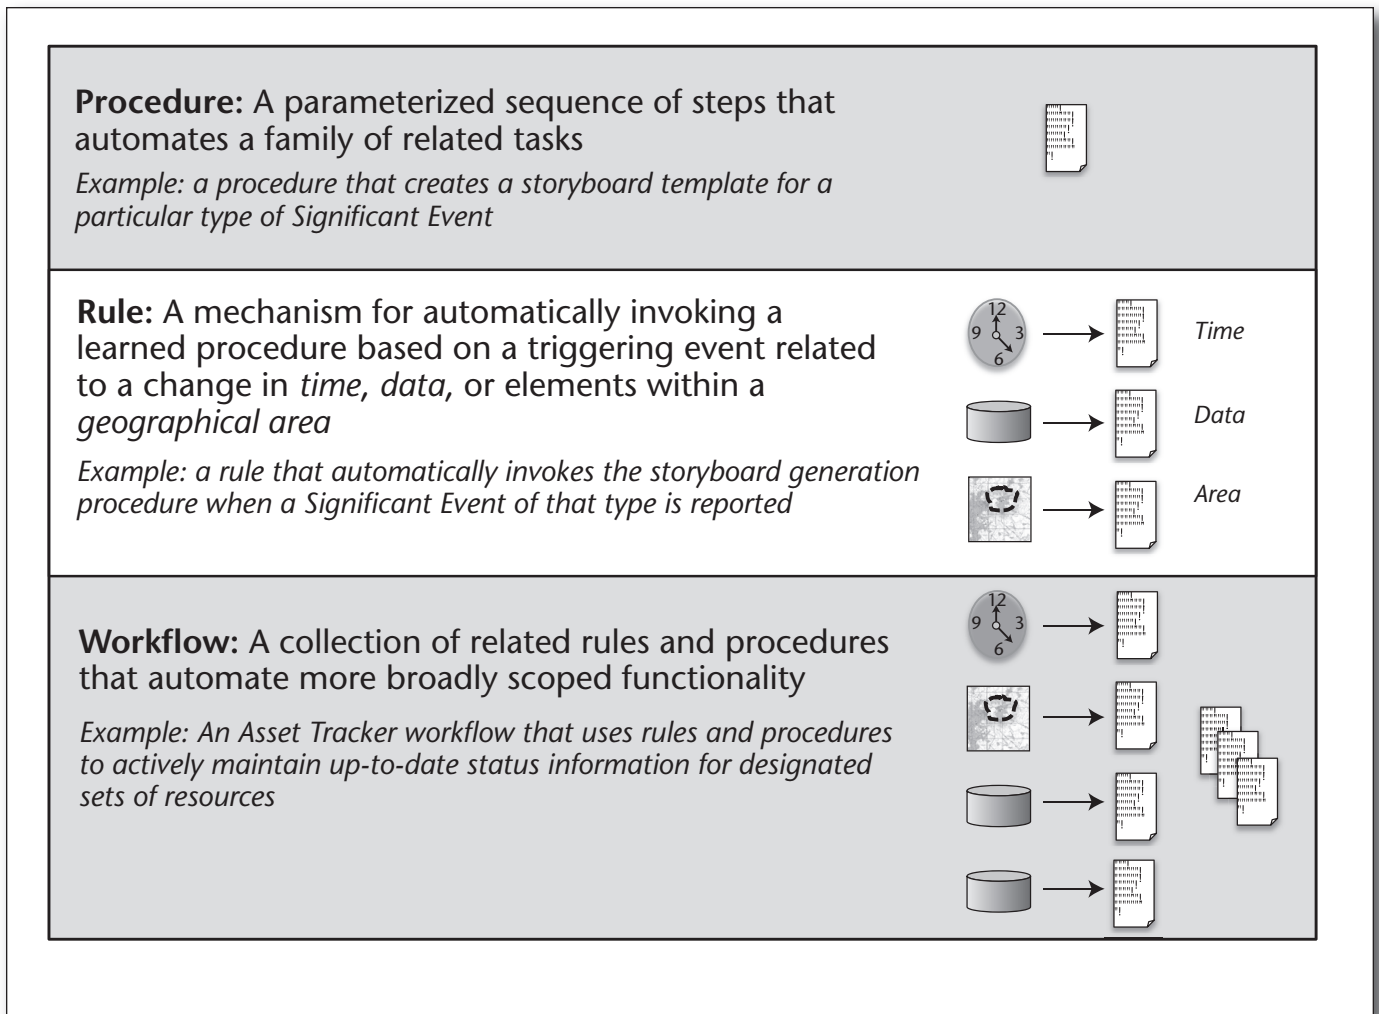 Procedure: A parameterized sequence of steps that
automates a family of related tasks
Example: a procedure that creates a storyboard template for a
particular type of Significant Event
Rule: A mechanism for automatically invoking a
learned procedure based on a triggering event related
to a change in time, data, or elements within a
geographical area
Example: a rule that automatically invokes the storyboard generation
procedure when a Significant Event of that type is reported
12
9 3
6
Time
Data
Area
Workflow: A collection of related rules and procedures
that automate more broadly scoped functionality
Example: An Asset Tracker workflow that uses rules and procedures
to actively maintain up-to-date status information for designated
sets of resources
12
9 3
6